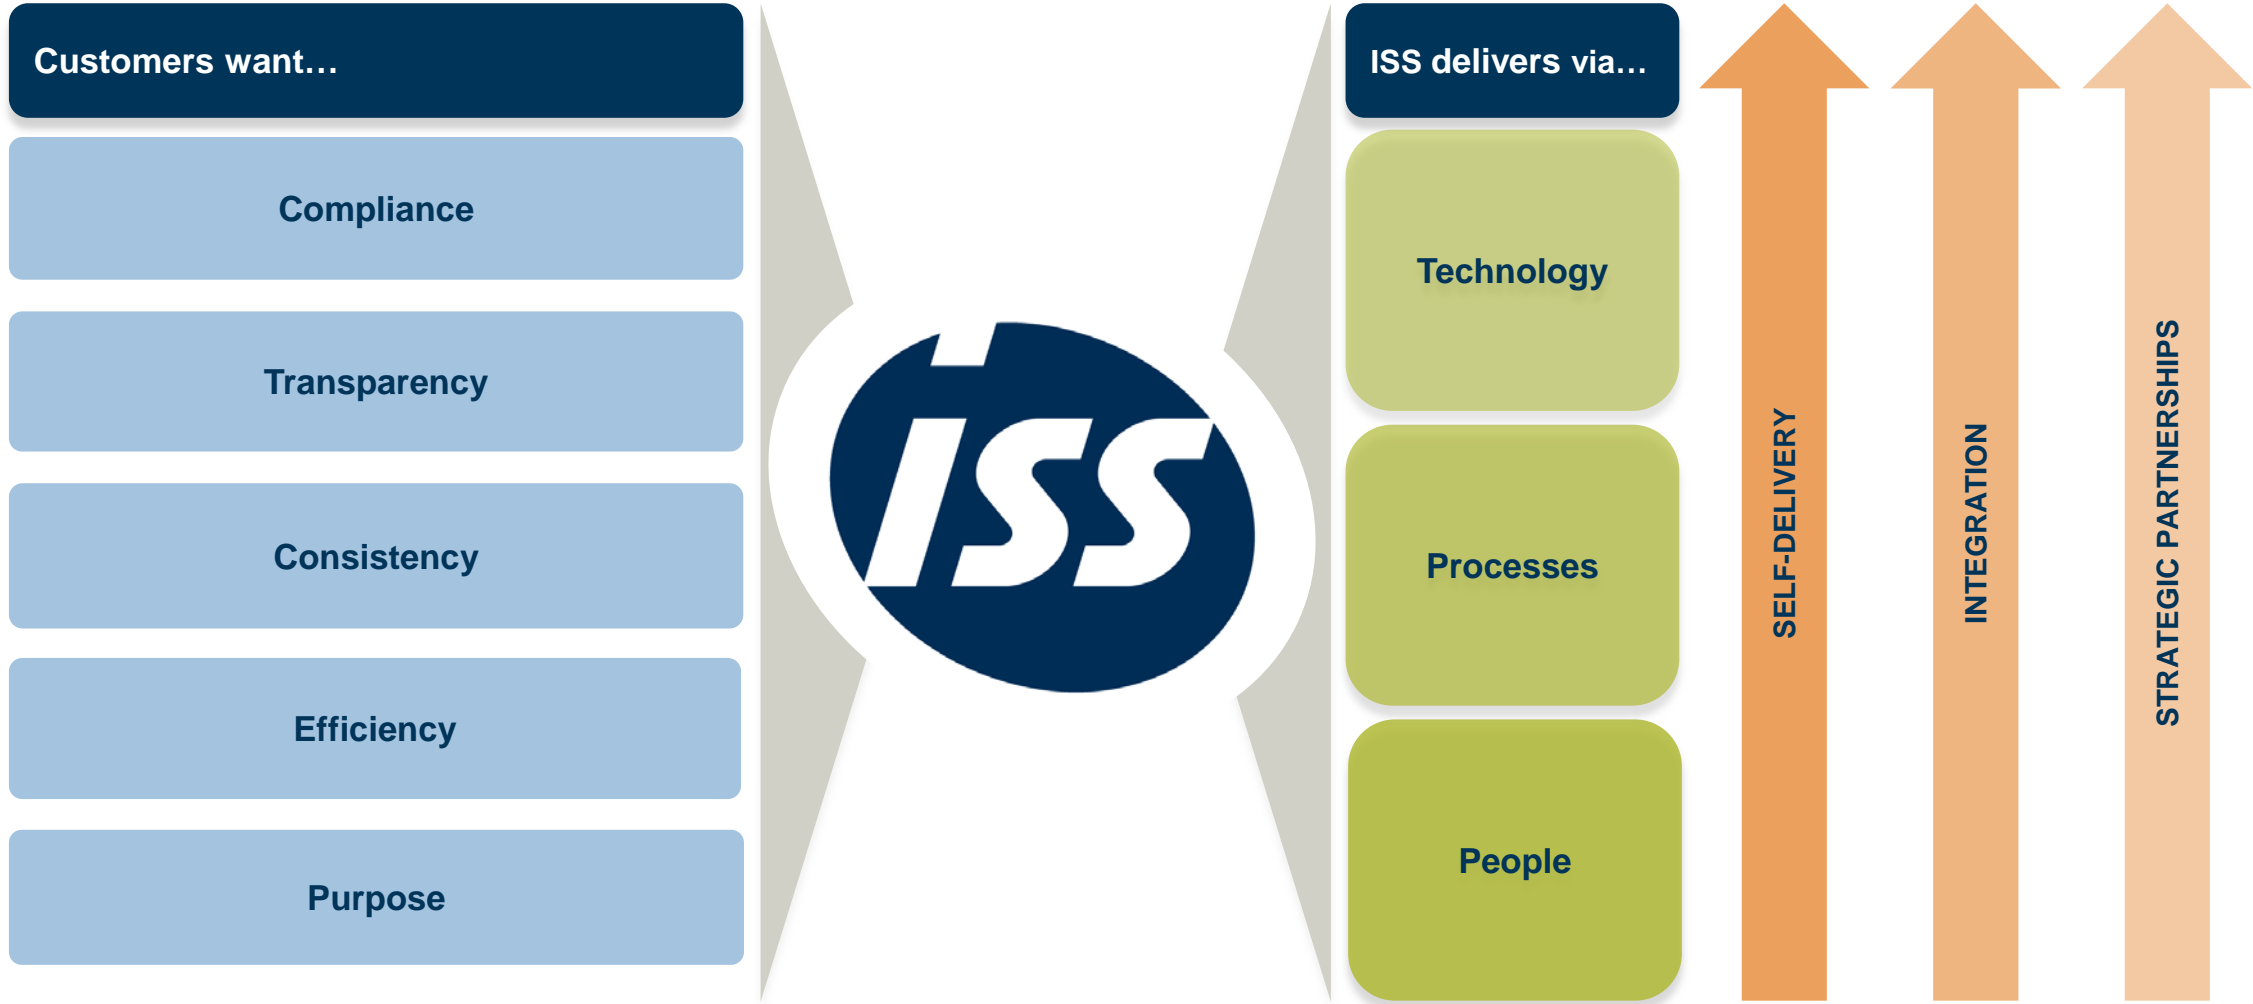 Customers want…
Compliance
Transparency
Consistency
Efficiency
Purpose
ISS
ISS delivers via…
Technology
Processes
People
SELF-DELIVERY
INTEGRATION
STRATEGIC PARTNERSHIPS